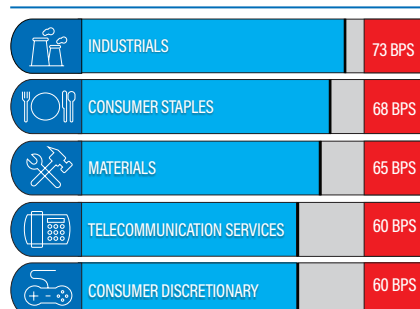 INDUSTRIALS 73 BPS
CONSUMER STAPLES 68 BPS
MATERIALS 65 BPS
TELECOMMUNICATION SERVICES 60 BPS
CONSUMER DISCRETIONARY 60 BPS